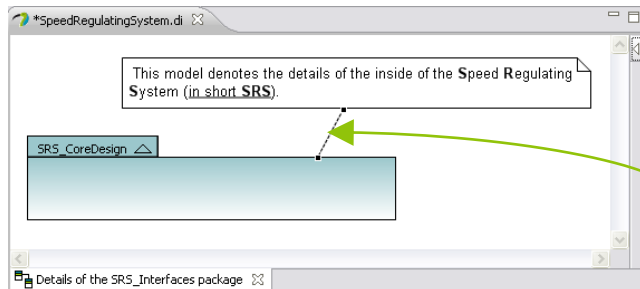 *SpeedRegulatingSystem.di
This model denotes the details of the inside of the Speed Regulating
System (in short SRS).
SRS_CoreDesign
Details of the SRS_Interfaces package